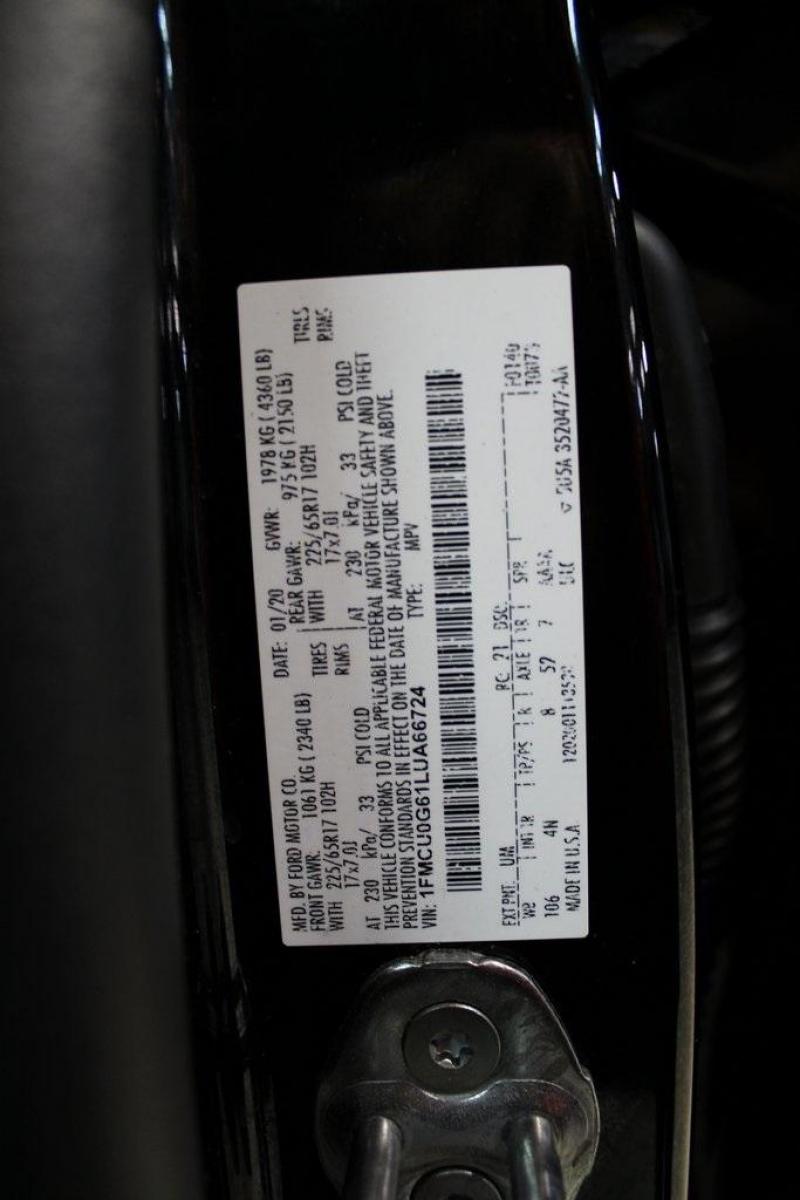 MFD. BY FORD MOTOR CO.
DATE: 01/20 GVWR: 1978 KG ( 4360 LB)
FRONT GAWR: 1061 KG ( 2340 LB)
REAR GAWR: 975 KG ( 2150 LB)
WITH 225/65R17 102H TIRES
WITH 225/65R17 102H TIRES
17x7.0J RIMS
17x7.0J RIMS
AT 230 kPa/ 33 PSI COLD
AT 230 kPa/ 33 PSI COLD
THIS VEHICLE CONFORMS TO ALL APPLICABLE FEDERAL MOTOR VEHICLE SAFETY AND THEFT
PREVENTION STANDARDS IN EFFECT ON THE DATE OF MANUFACTURE SHOWN ABOVE.
VIN: 1FMCU0G61LUA66724 TYPE: MPV
EXT PNT: UM RC: 21 DSO:
WB INT TR TP/PS R AXLE TR SPR
106 4N 8 57 7
MADE IN U.S.A.